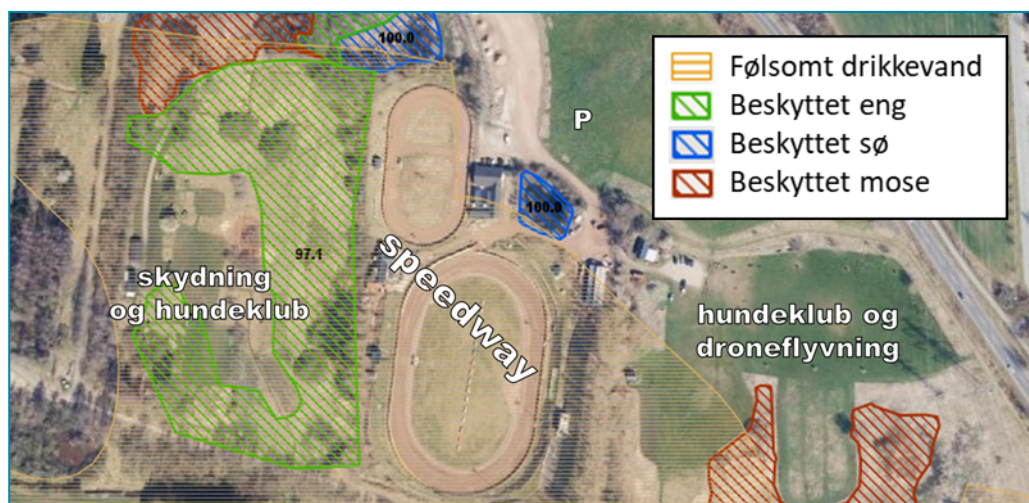 100.0
P
Følsomt drikkevand
Beskyttet eng
Beskyttet sø
Beskyttet mose
100.0
97.1
skydning
og hundeklub
speedway
hundeklub og
droneflyvning